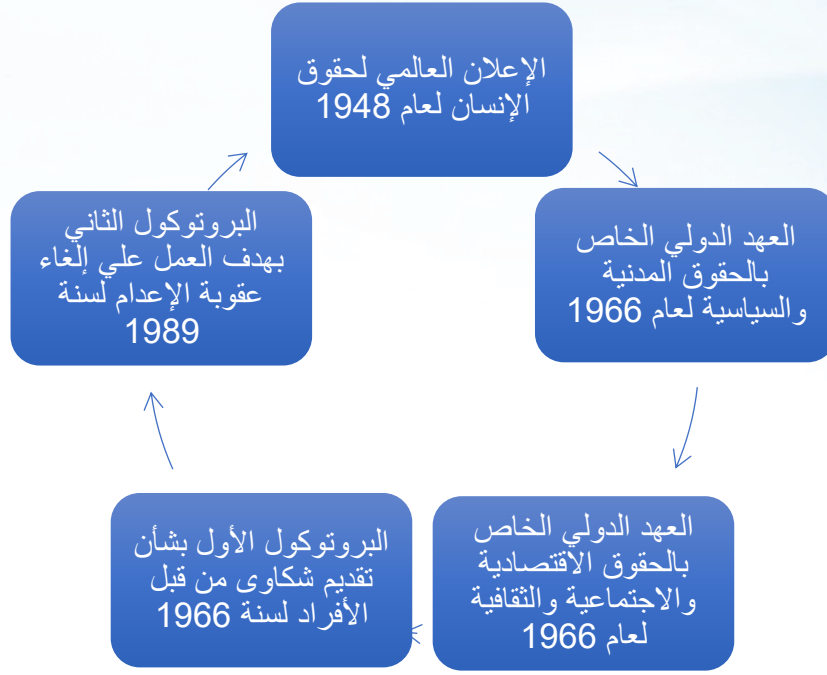 الإعلان العالمي لحقوق
الإنسان لعام 1948
العهد الدولي الخاص
بالحقوق المدنية
والسياسية لعام 1966
العهد الدولي الخاص
بالحقوق الاقتصادية
والاجتماعية والثقافية
لعام 1966
البروتوكول الأول بشأن
تقديم شكاوى من قبل
الأفراد لسنة 1966
البروتوكول الثاني
بهدف العمل علي إلغاء
عقوبة الإعدام لسنة
1989